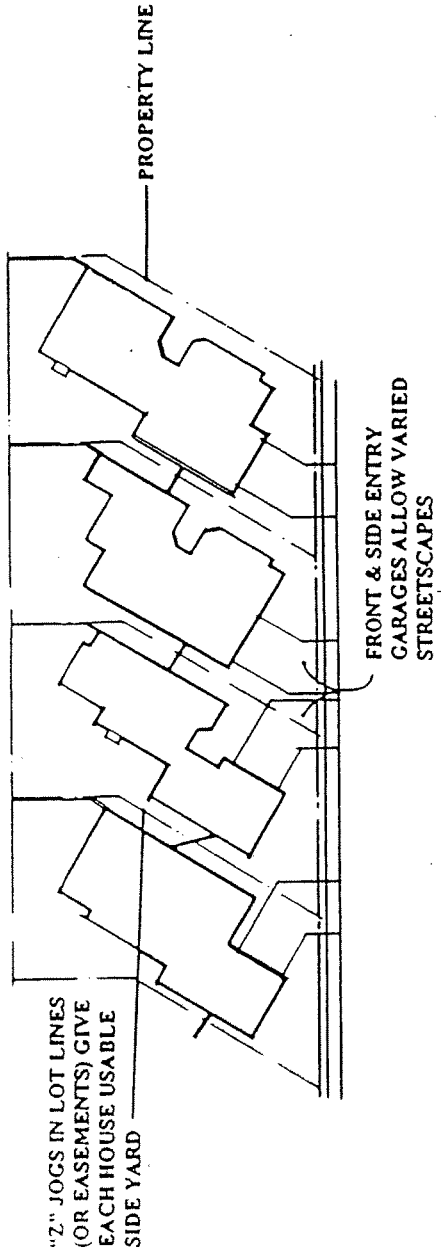 "Z" JOGS IN LOT LINES
(OR EASEMENTS) GIVE
EACH HOUSE USABLE
SIDE YARD
FRONT & SIDE ENTRY
GARAGES ALLOW VARIED
STREETSCAPES
PROPERTY LINE